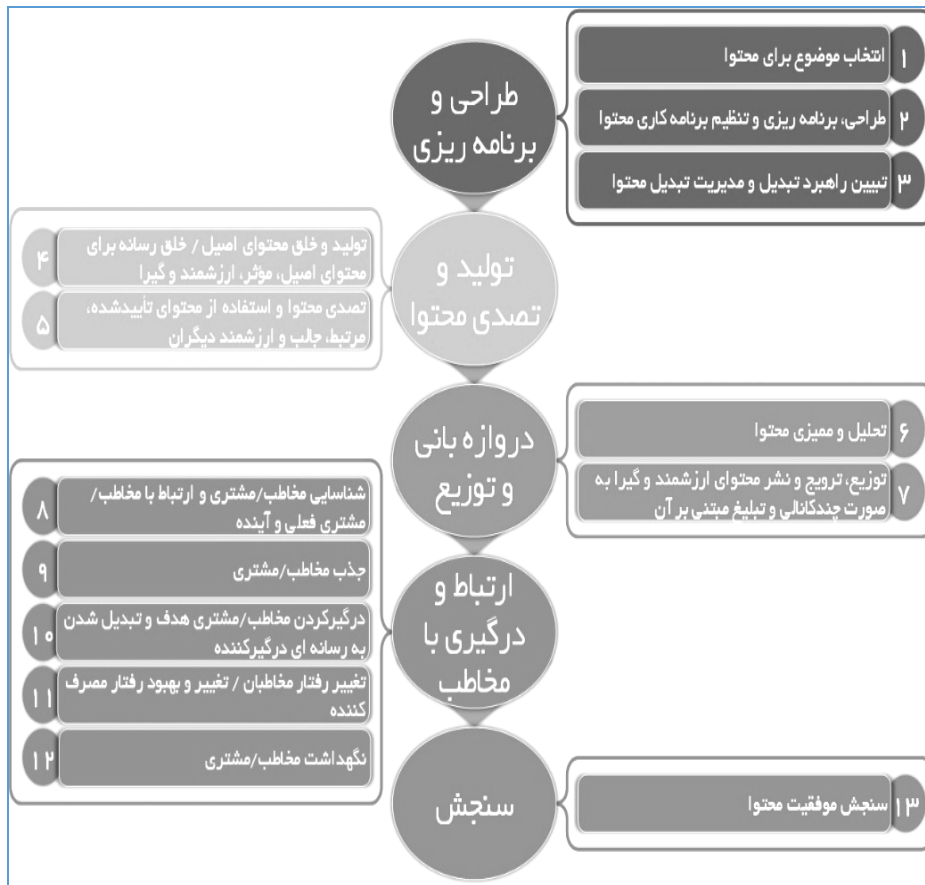 طراحی و
برنامه ریزی
۱ انتخاب موضوع برای محتوا
۲ طراحی، برنامه ریزی و تنظیم برنامه کاری محتوا
۳ تبیین راهبرد تبدیل و مدیریت تبدیل محتوا
تولید و
تصدی محتوا
۴ تولید و خلق محتوای اصیل / خلق رسانه برای
محتوای اصیل، مؤثر، ارزشمند و گیرا
۵ تصدی محتوا و استفاده از محتوای تأییدشده،
مرتبط، جالب و ارزشمند دیگران
دروازه بانی
و توزیع
۶ تحلیل و ممیزی محتوا
۷ توزیع، ترویج و نشر محتوای ارزشمند و گیرا به
صورت چندکانالی و تبلیغ مبتنی بر آن
ارتباط و
درگیری با
مخاطب
۸ شناسایی مخاطب/مشتری و ارتباط با مخاطب/
مشتری فعلی و آینده
۹ جذب مخاطب/مشتری
۱۰ درگیرکردن مخاطب/مشتری هدف و تبدیل شدن
به رسانه ای درگیرکننده
۱۱ تغییر رفتار مخاطبان / تغییر و بهبود رفتار مصرف
کننده
۱۲ نگهداشت مخاطب/مشتری
سنجش
۱۳ سنجش موفقیت محتوا